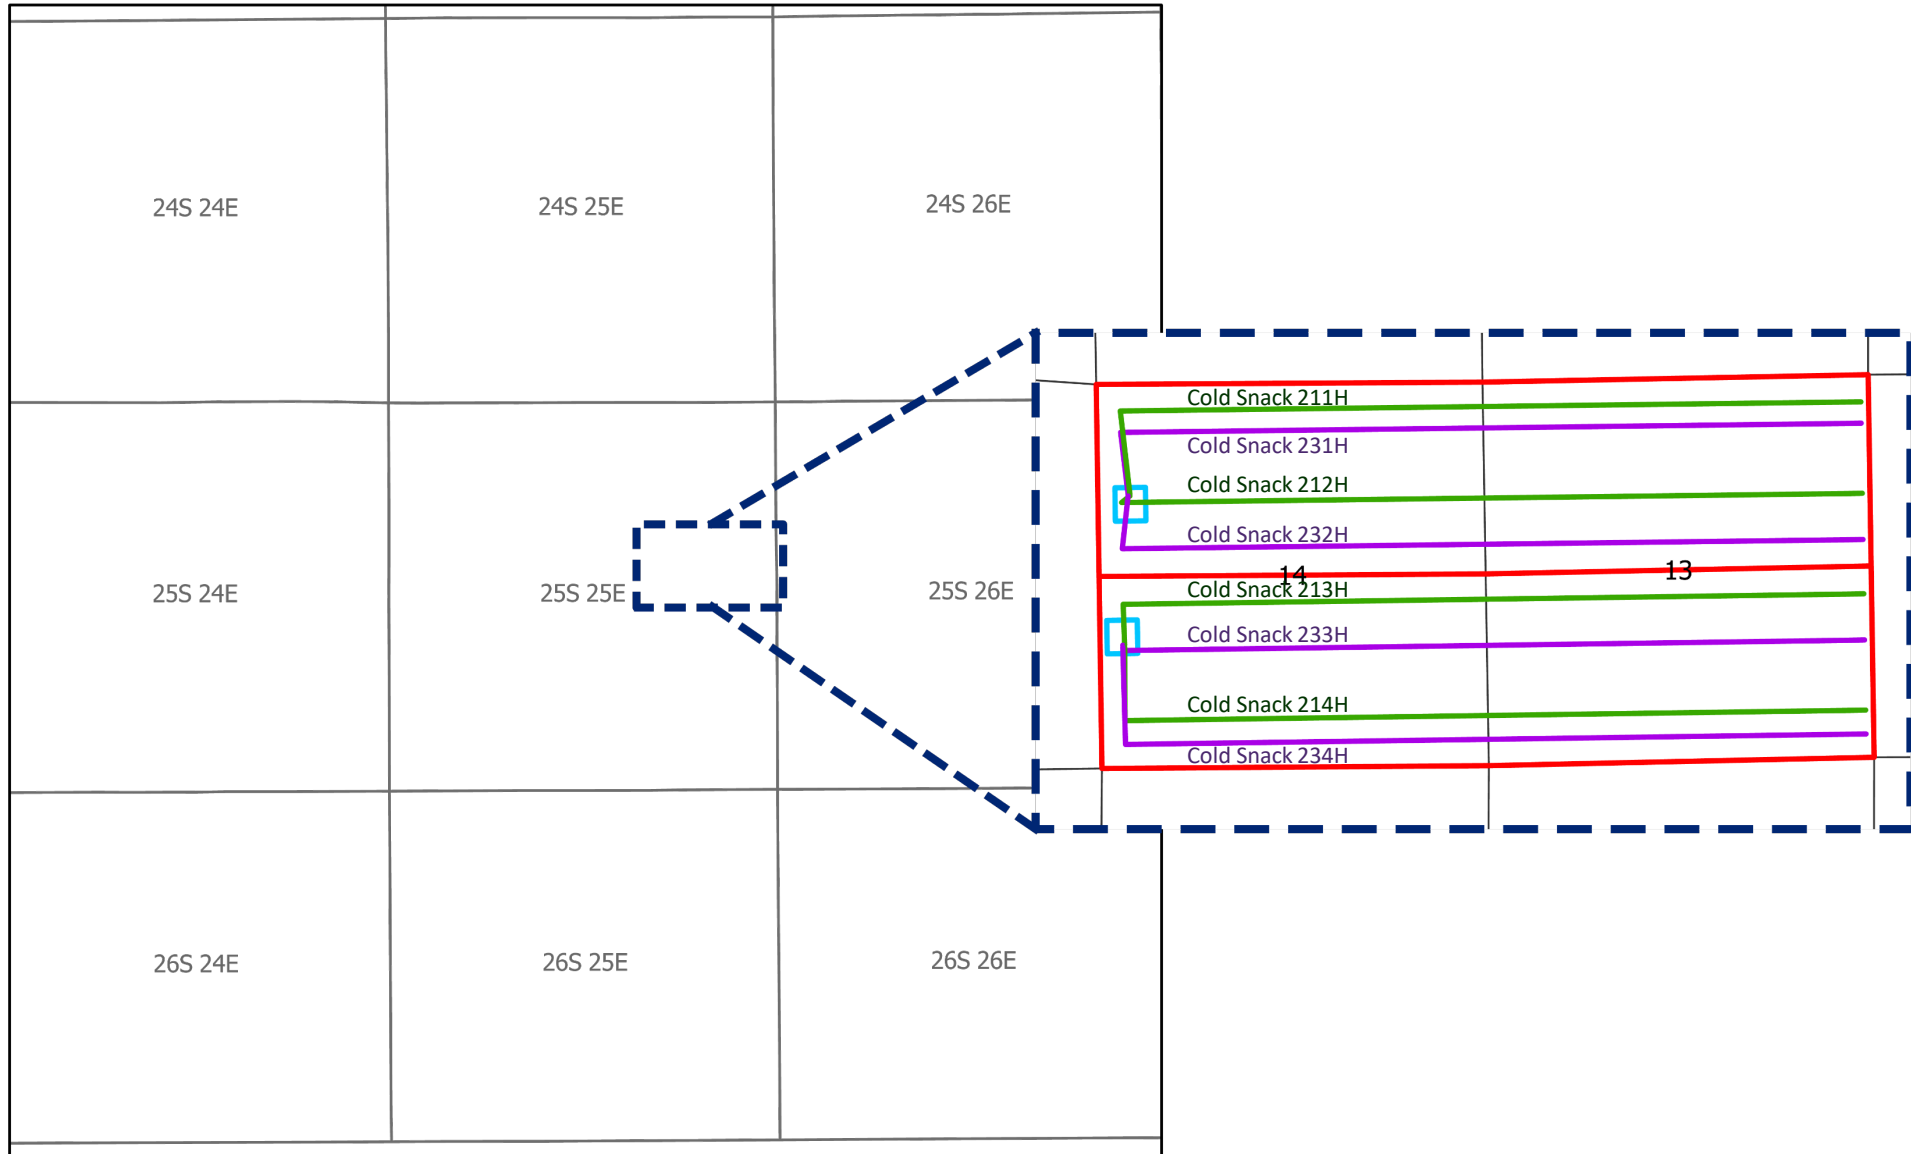 24S 24E
24S 25E
24S 26E
Cold Snack 211H
Cold Snack 231H
Cold Snack 212H
Cold Snack 232H
14
13
Cold Snack 213H
25S 24E
25S 25E
25S 26E
Cold Snack 233H
Cold Snack 214H
Cold Snack 234H
26S 24E
26S 25E
26S 26E